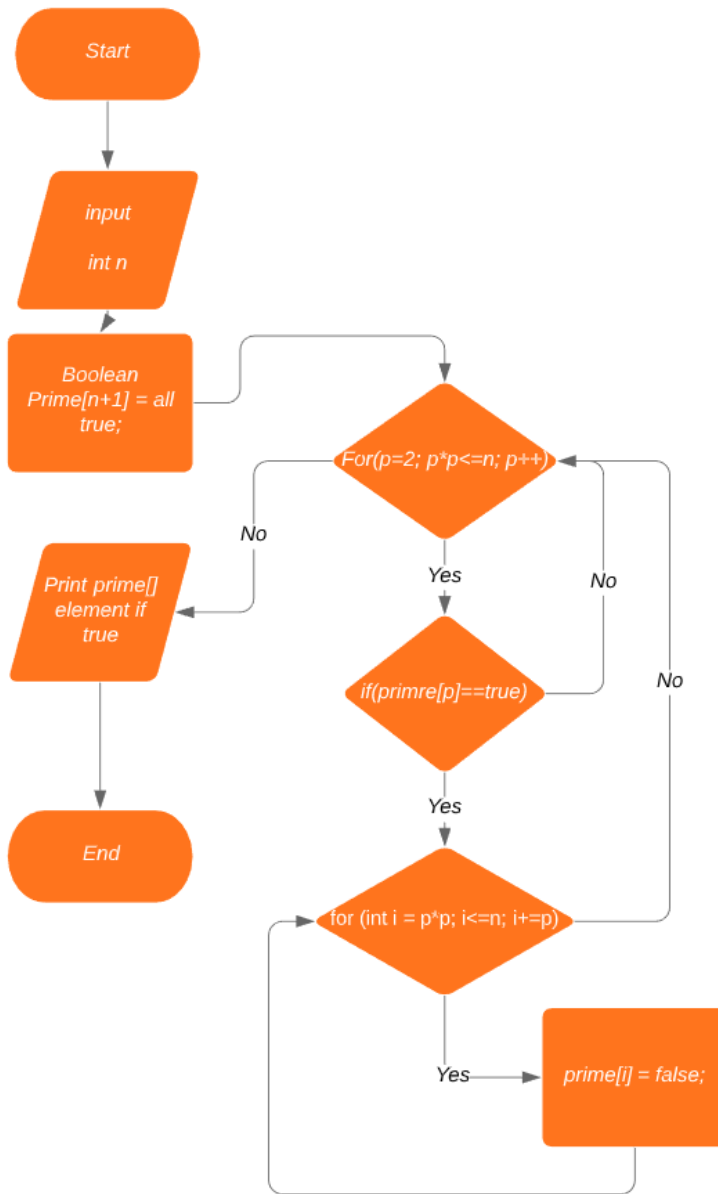 Start
input
int n
Boolean
Prime[n+1] = all
true;
For(p=2; p*p<=n; p++)
No
Yes
No
Print prime[]
element if
true
if(primre[p]==true)
No
Yes
End
for (int i = p*p; i<=n; i+=p)
Yes
prime[i] = false;